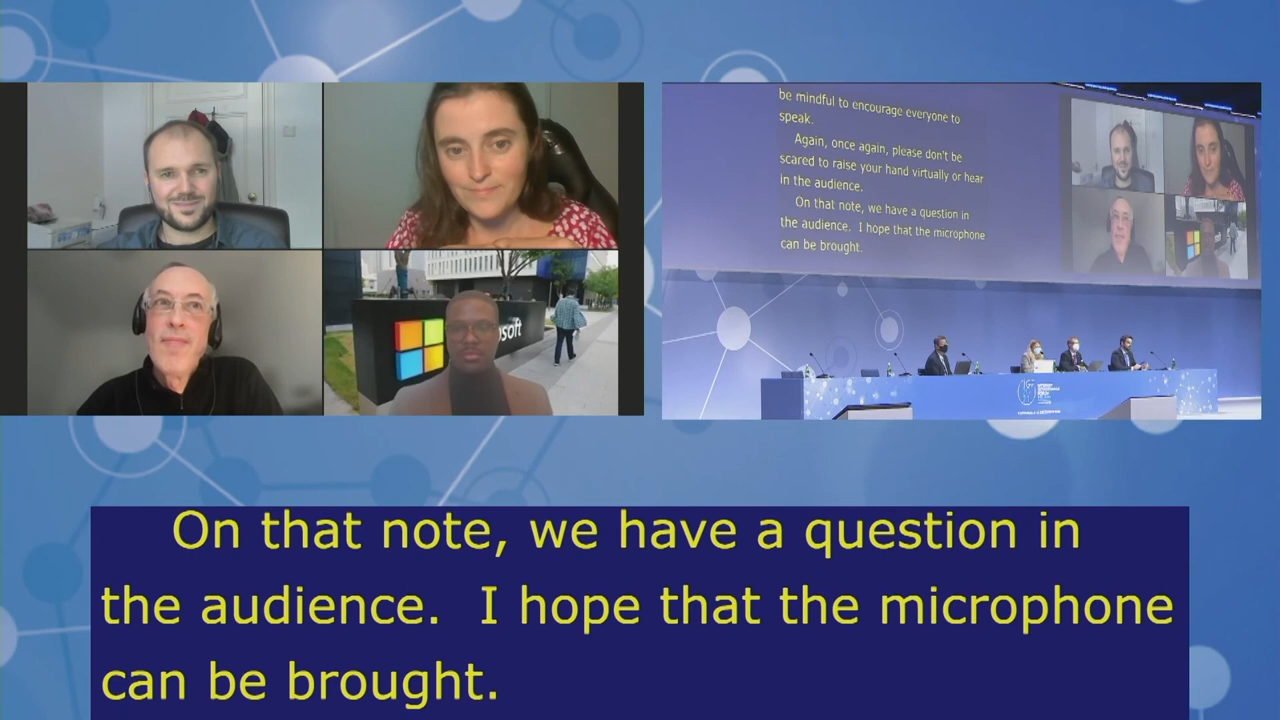 be mindful to encourage everyone to
speak.
Again, once again, please don't be
scared to raise your hand virtually or hear
in the audience.
On that note, we have a question in
the audience. I hope that the microphone
can be brought.
soft
On that note, we have a question in
the audience. I hope that the microphone
can be brought.